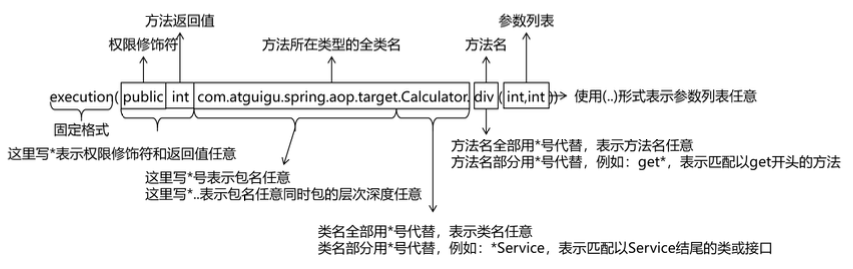 方法返回值
参数列表
权限修饰符
方法所在类型的全类名
方法名
execution(public int com.atguigu.spring.aop.target.Calculator.div(int,int))
使用(..)形式表示参数列表任意
固定格式
这里写*表示权限修饰符和返回值任意
方法名全部用*号代替，表示方法名任意
方法名部分用*号代替，例如：get*，表示匹配以get开头的方法
这里写*号表示包名任意
这里写*..表示包名任意同时包的层次深度任意
类名全部用*号代替，表示类名任意
类名部分用*号代替，例如：*Service，表示匹配以Service结尾的类或接口